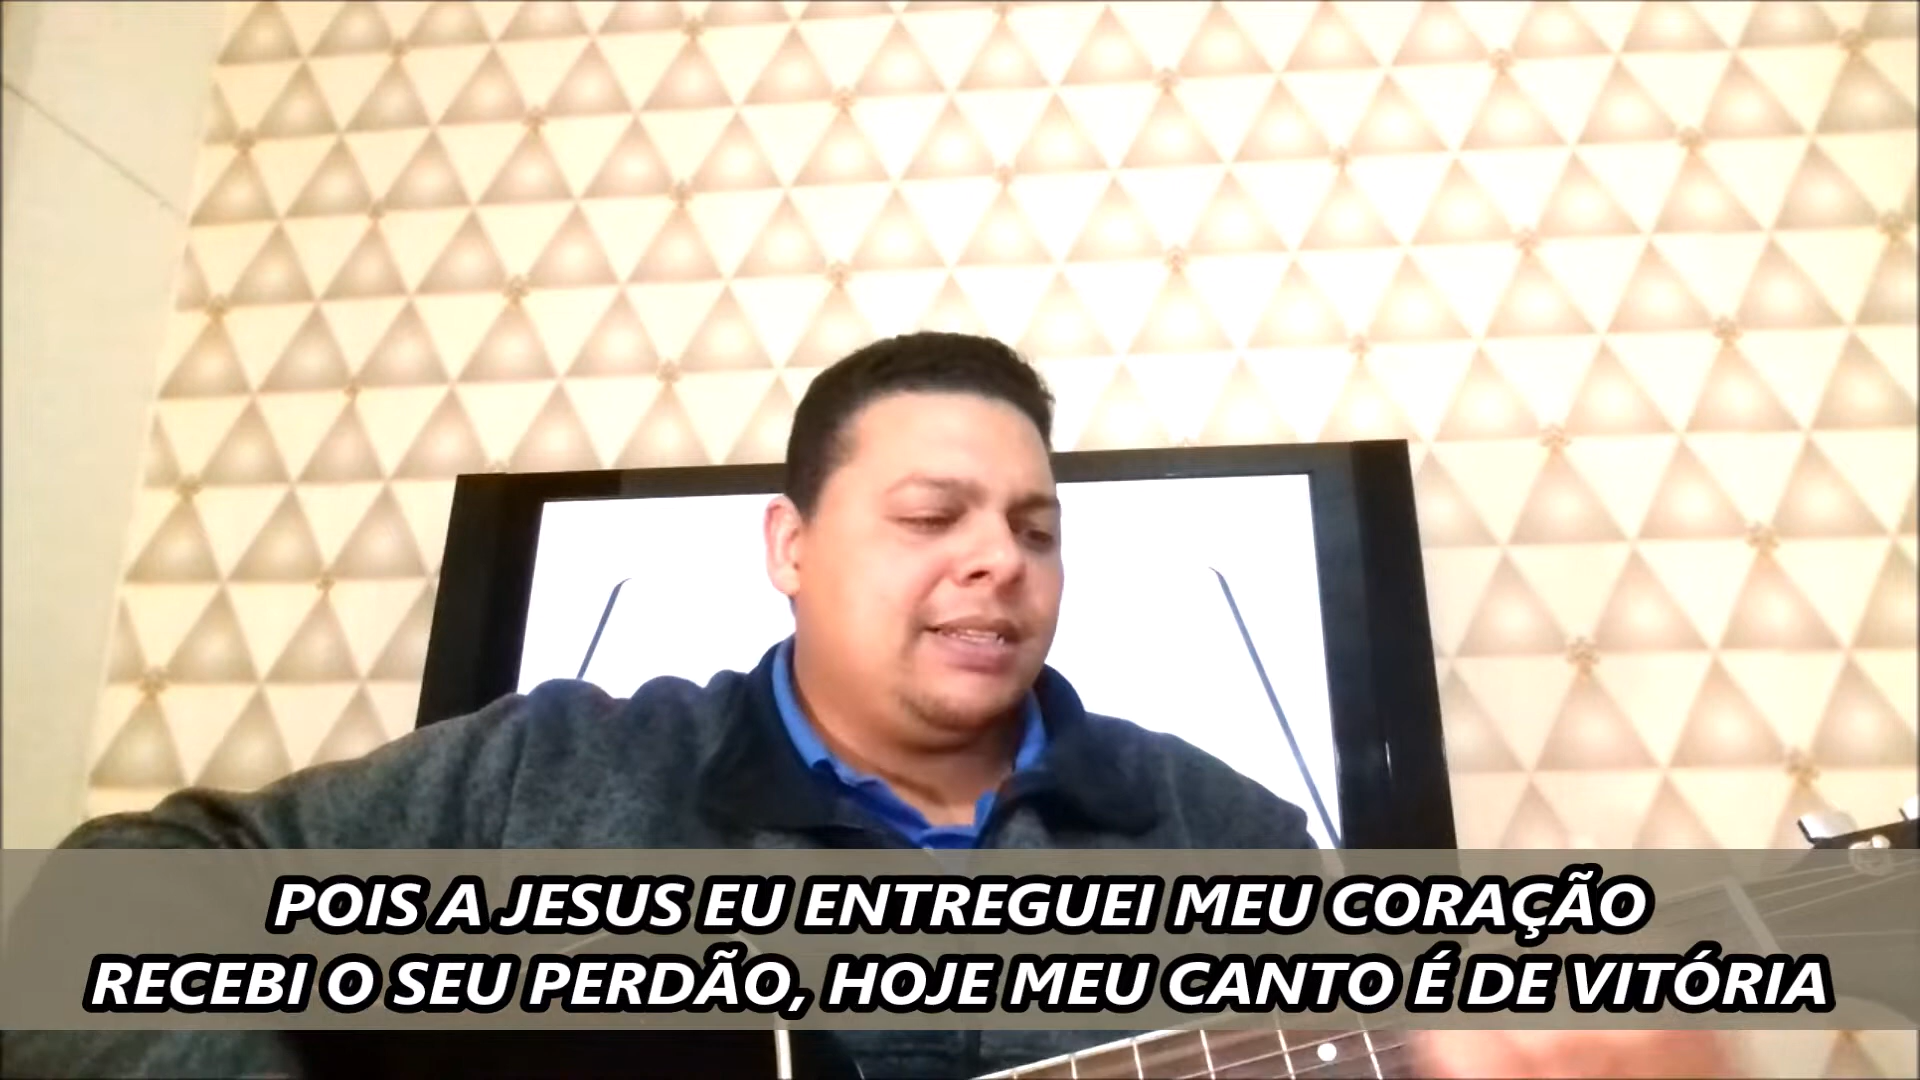 POIS A JESUS EU ENTREGUEI MEU CORAÇÃO
RECEBI O SEU PERDÃO, HOJE MEU CANTO É DE VITÓRIA